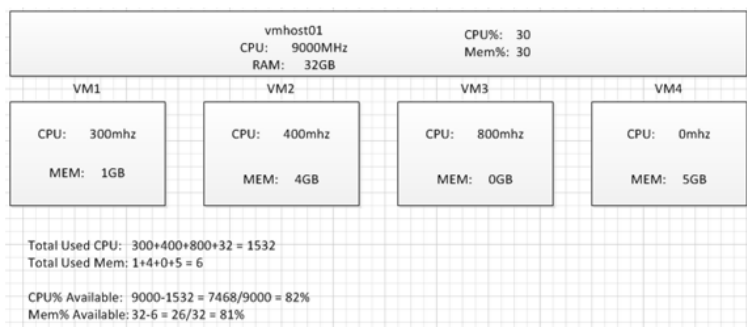 vmhost01
CPU: 9000MHz
RAM: 32GB
CPU%: 30
Mem%: 30
VM1
VM2
VM3
VM4
CPU: 300mhz
MEM: 1GB
CPU: 400mhz
MEM: 4GB
CPU: 800mhz
MEM: 0GB
CPU: 0mhz
MEM: 5GB
Total Used CPU: 300+400+800+32 = 1532
Total Used Mem: 1+4+0+5 = 6
CPU% Available: 9000-1532 = 7468/9000 = 82%
Mem% Available: 32-6 = 26/32 = 81%